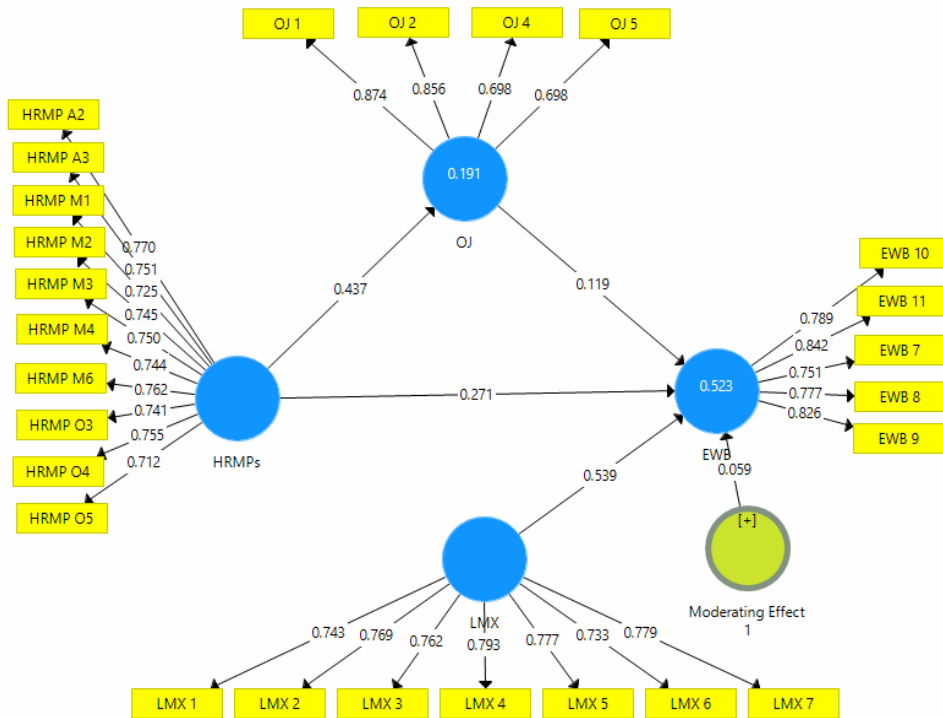 OJ 1
OJ 2
OJ 4
OJ 5
0.874
0.856
0.698
0.698
0.191
OJ
HRMP A2
HRMP A3
HRMP M1
HRMP M2
HRMP M3
HRMP M4
HRMP M6
HRMP O3
HRMP O4
HRMP O5
0.770
0.751
0.725
0.745
0.750
0.744
0.762
0.741
0.755
0.712
HRMPs
0.437
0.119
0.271
0.539
0.523
EWB
0.789
0.842
0.751
0.777
0.826
EWB 10
EWB 11
EWB 7
EWB 8
EWB 9
0.059
[+]
Moderating Effect
1
LMX
0.743
0.769
0.762
0.793
0.777
0.733
0.779
LMX 1
LMX 2
LMX 3
LMX 4
LMX 5
LMX 6
LMX 7